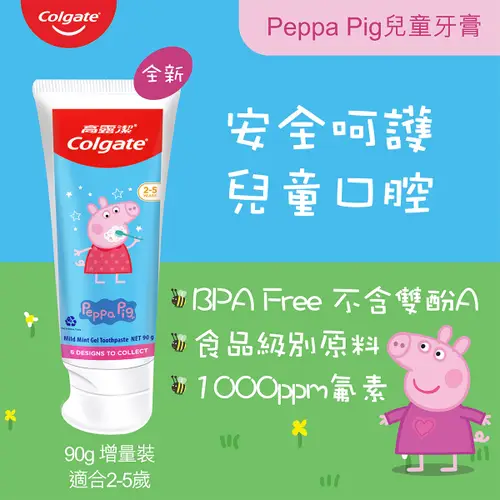 Colgate
Peppa Pig兒童牙膏
全新
安全呵護
兒童口腔
高露潔
Colgate
2-5
Peppa Pig
Mild Mint Gel Toothpaste NET 90 g
6 DESIGNS TO COLLECT
BPA Free 不含雙酚A
食品級別原料
1000ppm氟素
90g 增量裝
適合2-5歲